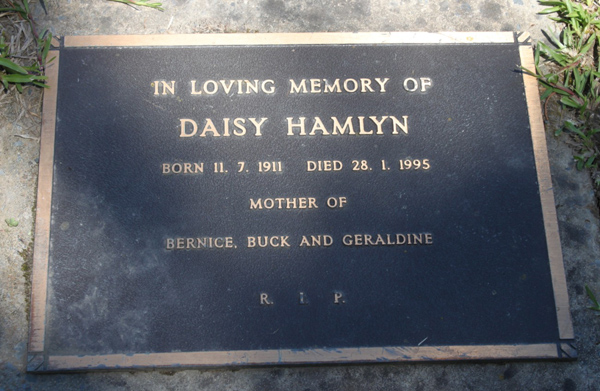 IN LOVING MEMORY OF
DAISY HAMLYN
BORN 11. 7. 1911 DIED 28. 1. 1995
MOTHER OF
BERNICE, BUCK AND GERALDINE
R. I. P.